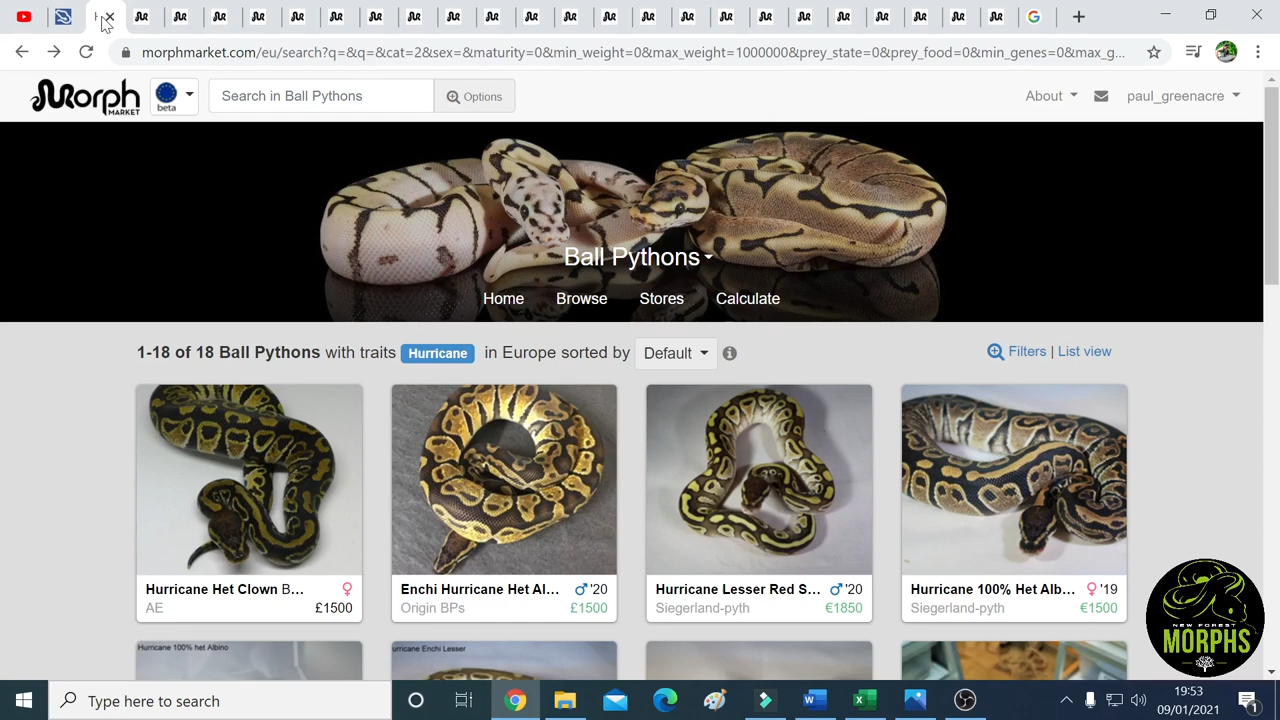 morphmarket.com/eu/search?q=&q=&cat=2&sex=&maturity=0&min_weight=0&max_weight=1000000&prey_state=0&prey_food=0&min_genes=0&max_g...
Morph
MARKET
beta
Search in Ball Pythons
Options
About
paul_greenacre
Ball Pythons
Home Browse Stores Calculate
1-18 of 18 Ball Pythons with traits Hurricane in Europe sorted by Default
Filters | List view
Hurricane Het Clown B... ♀
AE £1500
Enchi Hurricane Het Al... ♂'20
Origin BPs £1500
Hurricane Lesser Red S... ♂'20
Siegerland-pyth €1850
Hurricane 100% Het Alb... ♀'19
Siegerland-pyth €1500
Hurricane 100% het Albino
urricane Enchi Lesser
NEW FOREST
MORPHS
Type here to search
19:53
09/01/2021
1